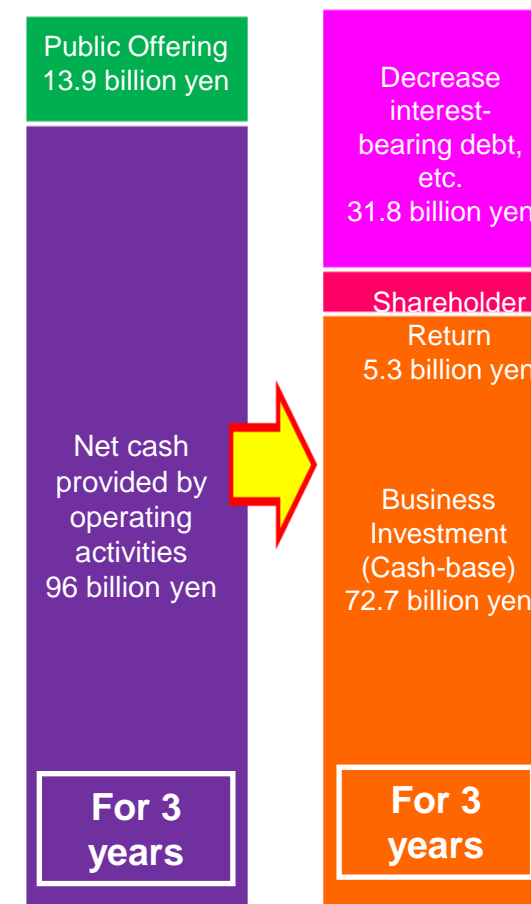 Public Offering
13.9 billion yen
Net cash
provided by
operating
activities
96 billion yen
For 3
years
Decrease
interest-
bearing debt,
etc.
31.8 billion yen
Shareholder
Return
5.3 billion yen
Business
Investment
(Cash-base)
72.7 billion yen
For 3
years